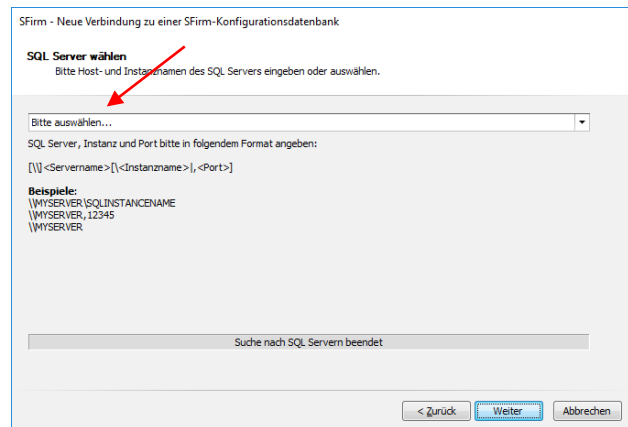 SFirm - Neue Verbindung zu einer SFirm-Konfigurationsdatenbank
SQL Server wählen
Bitte Host- und Instanznamen des SQL Servers eingeben oder auswählen.
Bitte auswählen...
SQL Server, Instanz und Port bitte in folgendem Format angeben:
[\\]<Servername>[\<Instanzname>|,<Port>]
Beispiele:
\\MYSERVER\SQLINSTANCENAME
\\MYSERVER,12345
\\MYSERVER
Suche nach SQL Servern beendet
< Zurück Weiter Abbrechen